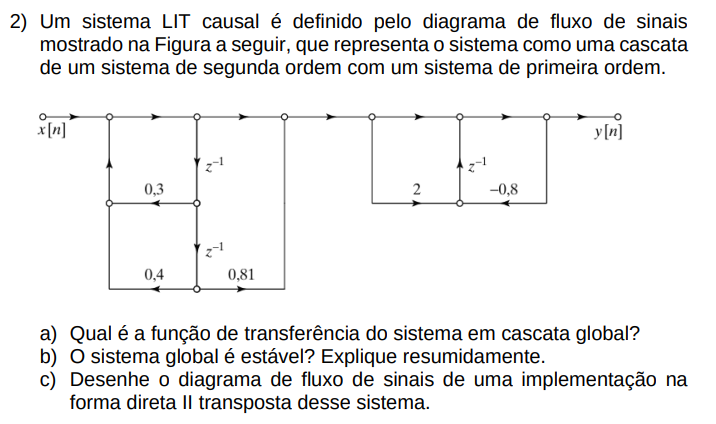 2) Um sistema LIT causal é definido pelo diagrama de fluxo de sinais
mostrado na Figura a seguir, que representa o sistema como uma cascata
de um sistema de segunda ordem com um sistema de primeira ordem.
x[n]
y[n]
z⁻¹
z⁻¹
0,3
2
–0,8
z⁻¹
0,4
0,81
a) Qual é a função de transferência do sistema em cascata global?
b) O sistema global é estável? Explique resumidamente.
c) Desenhe o diagrama de fluxo de sinais de uma implementação na
forma direta II transposta desse sistema.